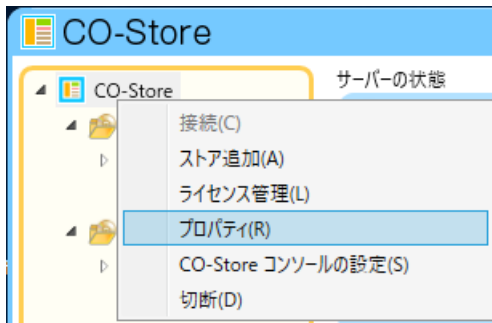 CO-Store
CO-Store
サーバーの状態
接続(C)
ストア追加(A)
ライセンス管理(L)
プロパティ(R)
CO-Store コンソールの設定(S)
切断(D)